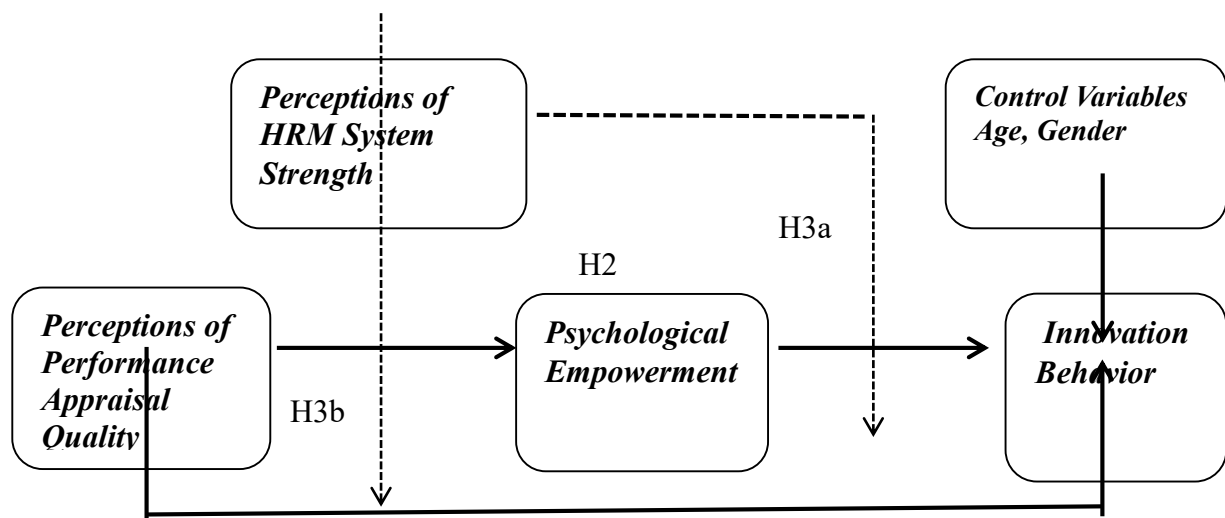 Perceptions of
HRM System
Strength
Control Variables
Age, Gender
H3a
H2
Perceptions of
Performance
Appraisal
Quality
Psychological
Empowerment
Innovation
Behavior
H3b